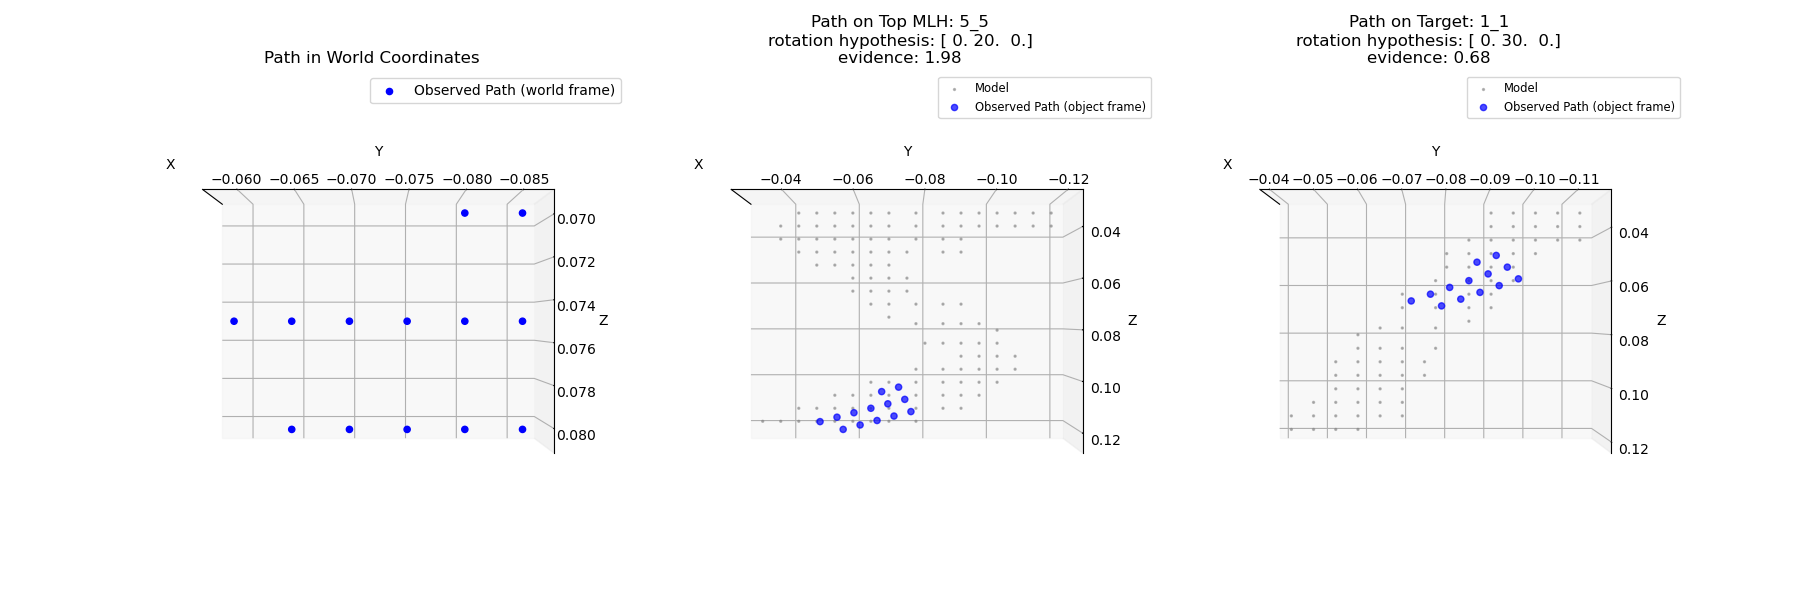 Path in World Coordinates
Observed Path (world frame)
X
Y
−0.060 −0.065 −0.070 −0.075 −0.080 −0.085
0.070
0.072
0.074
Z
0.076
0.078
0.080
Path on Top MLH: 5_5
rotation hypothesis: [ 0. 20.  0.]
evidence: 1.98
Model
Observed Path (object frame)
X
Y
−0.04 −0.06 −0.08 −0.10 −0.12
0.04
0.06
Z
0.08
0.10
0.12
Path on Target: 1_1
rotation hypothesis: [ 0. 30.  0.]
evidence: 0.68
Model
Observed Path (object frame)
X
Y
−0.04 −0.05 −0.06 −0.07 −0.08 −0.09 −0.10 −0.11
0.04
0.06
Z
0.08
0.10
0.12